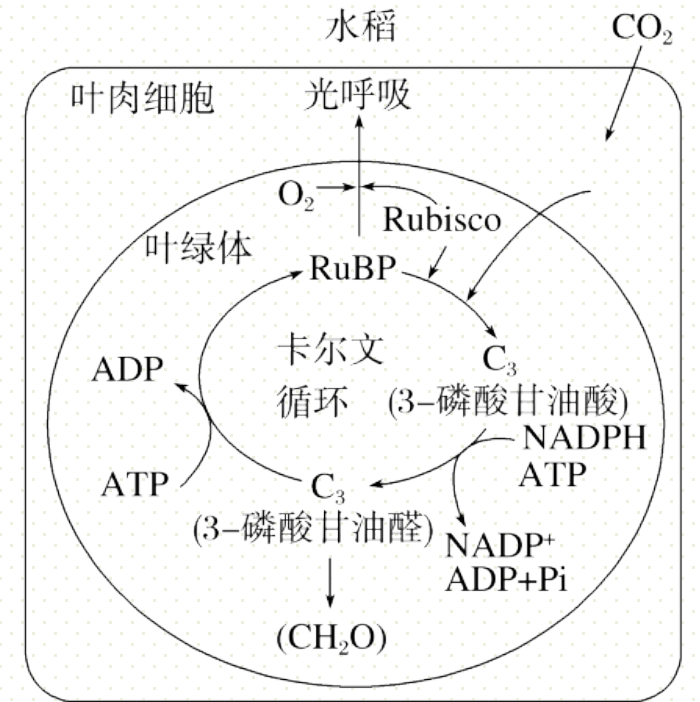 水稻
CO₂
叶肉细胞
光呼吸
O₂
Rubisco
叶绿体
RuBP
卡尔文
循环
ADP
C₃
(3-磷酸甘油酸)
NADPH
ATP
ATP
C₃
(3-磷酸甘油醛)
NADP⁺
ADP+Pi
(CH₂O)